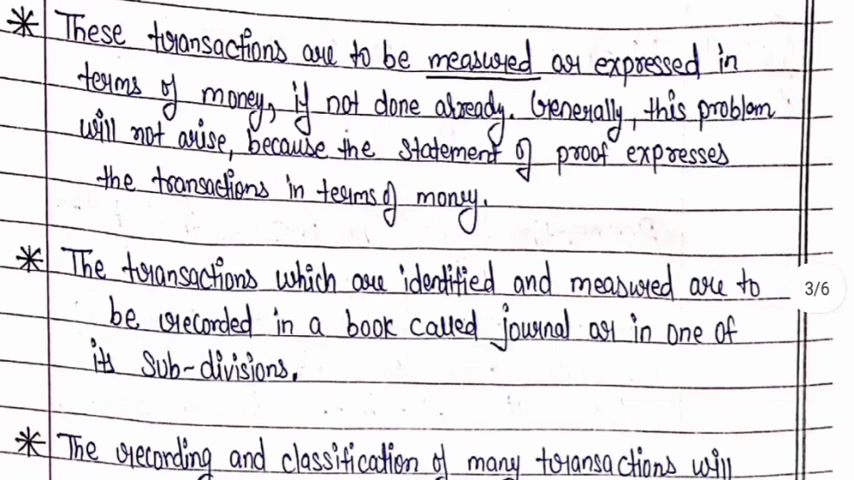 * These transactions are to be measured or expressed in
terms of money, if not done already. Generally, this problem
will not arise, because the statement of proof expresses
the transactions in terms of money.
* The transactions which are identified and measured are to
be recorded in a book called journal or in one of
its sub-divisions.
3/6
* The recording and classification of many transactions will